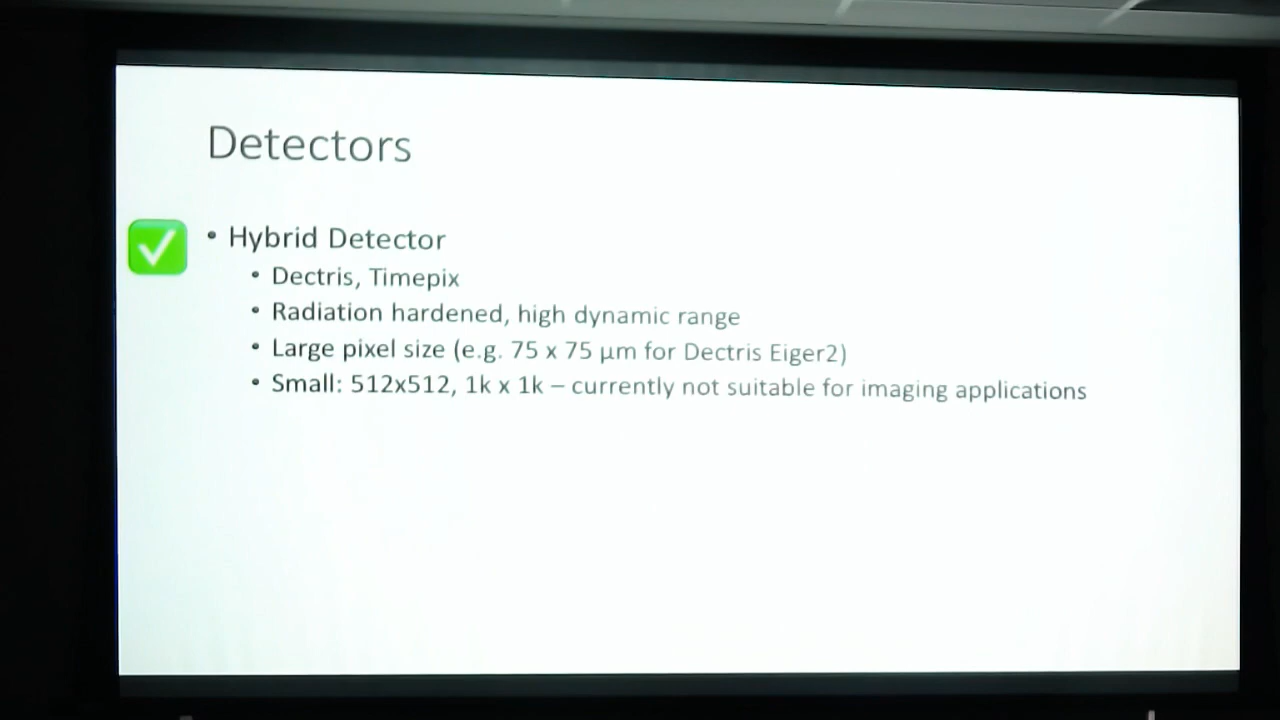 Detectors
• Hybrid Detector
• Dectris, Timepix
• Radiation hardened, high dynamic range
• Large pixel size (e.g. 75 x 75 µm for Dectris Eiger2)
• Small: 512x512, 1k x 1k – currently not suitable for imaging applications